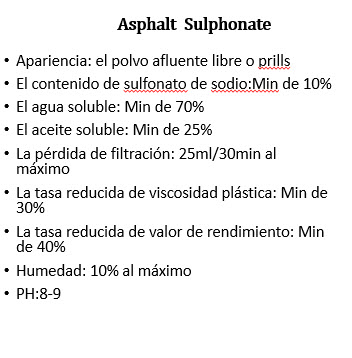 Asphalt Sulphonate
• Apariencia: el polvo afluente libre o prills
• El contenido de sulfonato de sodio:Min de 10%
• El agua soluble: Min de 70%
• El aceite soluble: Min de 25%
• La pérdida de filtración: 25ml/30min al
máximo
• La tasa reducida de viscosidad plástica: Min de
30%
• La tasa reducida de valor de rendimiento: Min
de 40%
• Humedad: 10% al máximo
• PH:8-9